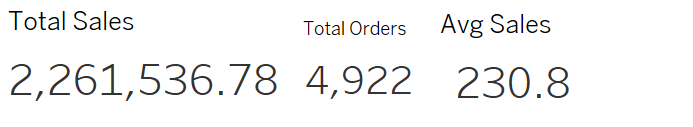 Total Sales
Total Orders
Avg Sales
2,261,536.78
4,922
230.8